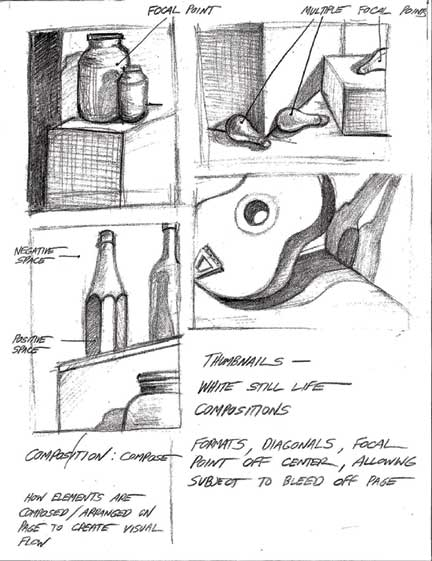 FOCAL POINT
MULTIPLE FOCAL POINTS
NEGATIVE
SPACE
POSITIVE
SPACE
THUMBNAILS —
WHITE STILL LIFE
COMPOSITIONS
COMPOSITION: COMPOSE
FORMATS, DIAGONALS, FOCAL
POINT OFF CENTER, ALLOWING
SUBJECT TO BLEED OFF PAGE
HOW ELEMENTS ARE
COMPOSED/ARRANGED ON
PAGE TO CREATE VISUAL
FLOW